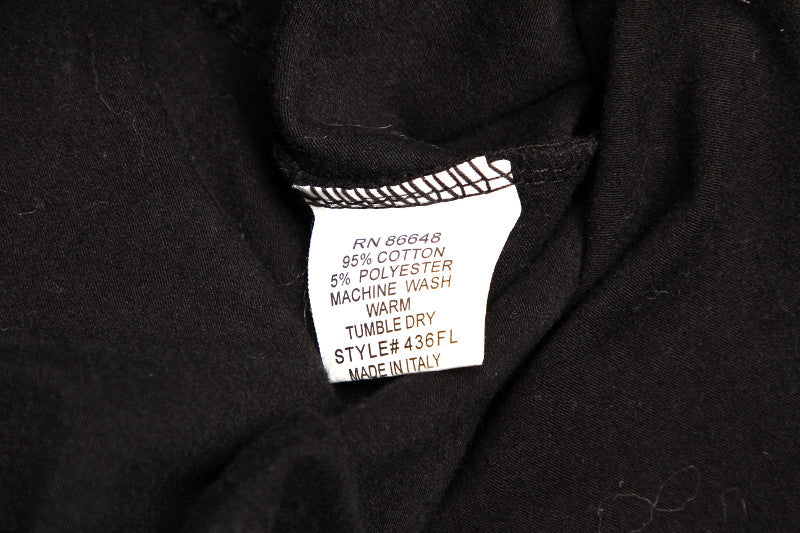 RN 86648
95% COTTON
5% POLYESTER
MACHINE WASH
WARM
TUMBLE DRY
STYLE# 436FL
MADE IN ITALY